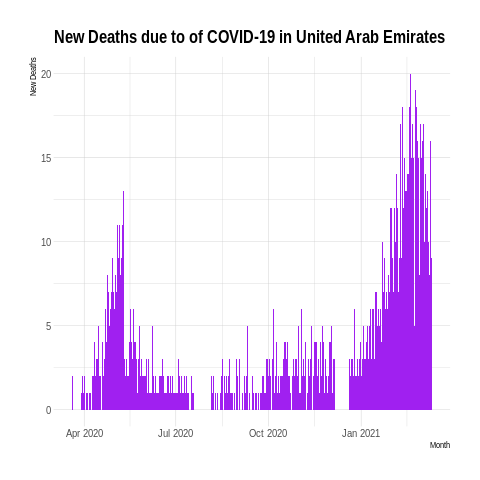 New Deaths due to of COVID-19 in United Arab Emirates
New Deaths
20
15
10
5
0
Apr 2020 Jul 2020 Oct 2020 Jan 2021
Month